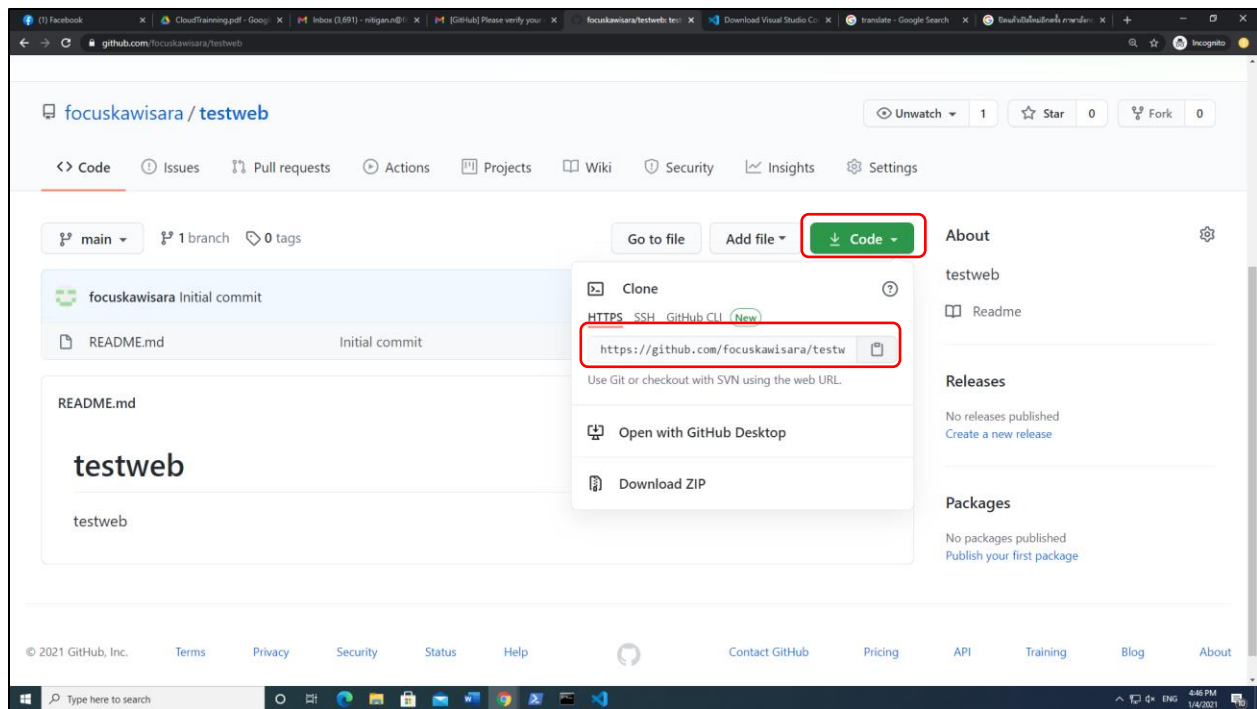 (1) Facebook
CloudTrainning.pdf - Goog
Inbox (3,691) - nitigan.n@
[GitHub] Please verify your
focuskawisara/testweb: test
Download Visual Studio Co
translate - Google Search
github.com/focuskawisara/testweb
Incognito
focuskawisara / testweb
Unwatch 1 Star 0 Fork 0
Code Issues Pull requests Actions Projects Wiki Security Insights Settings
main 1 branch 0 tags Go to file Add file Code
focuskawisara Initial commit
README.md Initial commit
README.md
testweb
testweb
Clone
HTTPS SSH GitHub CLI New
https://github.com/focuskawisara/testw
Use Git or checkout with SVN using the web URL.
Open with GitHub Desktop
Download ZIP
About
testweb
Readme
Releases
No releases published
Create a new release
Packages
No packages published
Publish your first package
© 2021 GitHub, Inc. Terms Privacy Security Status Help Contact GitHub Pricing API Training Blog About
Type here to search
ENG
4:46 PM
1/4/2021